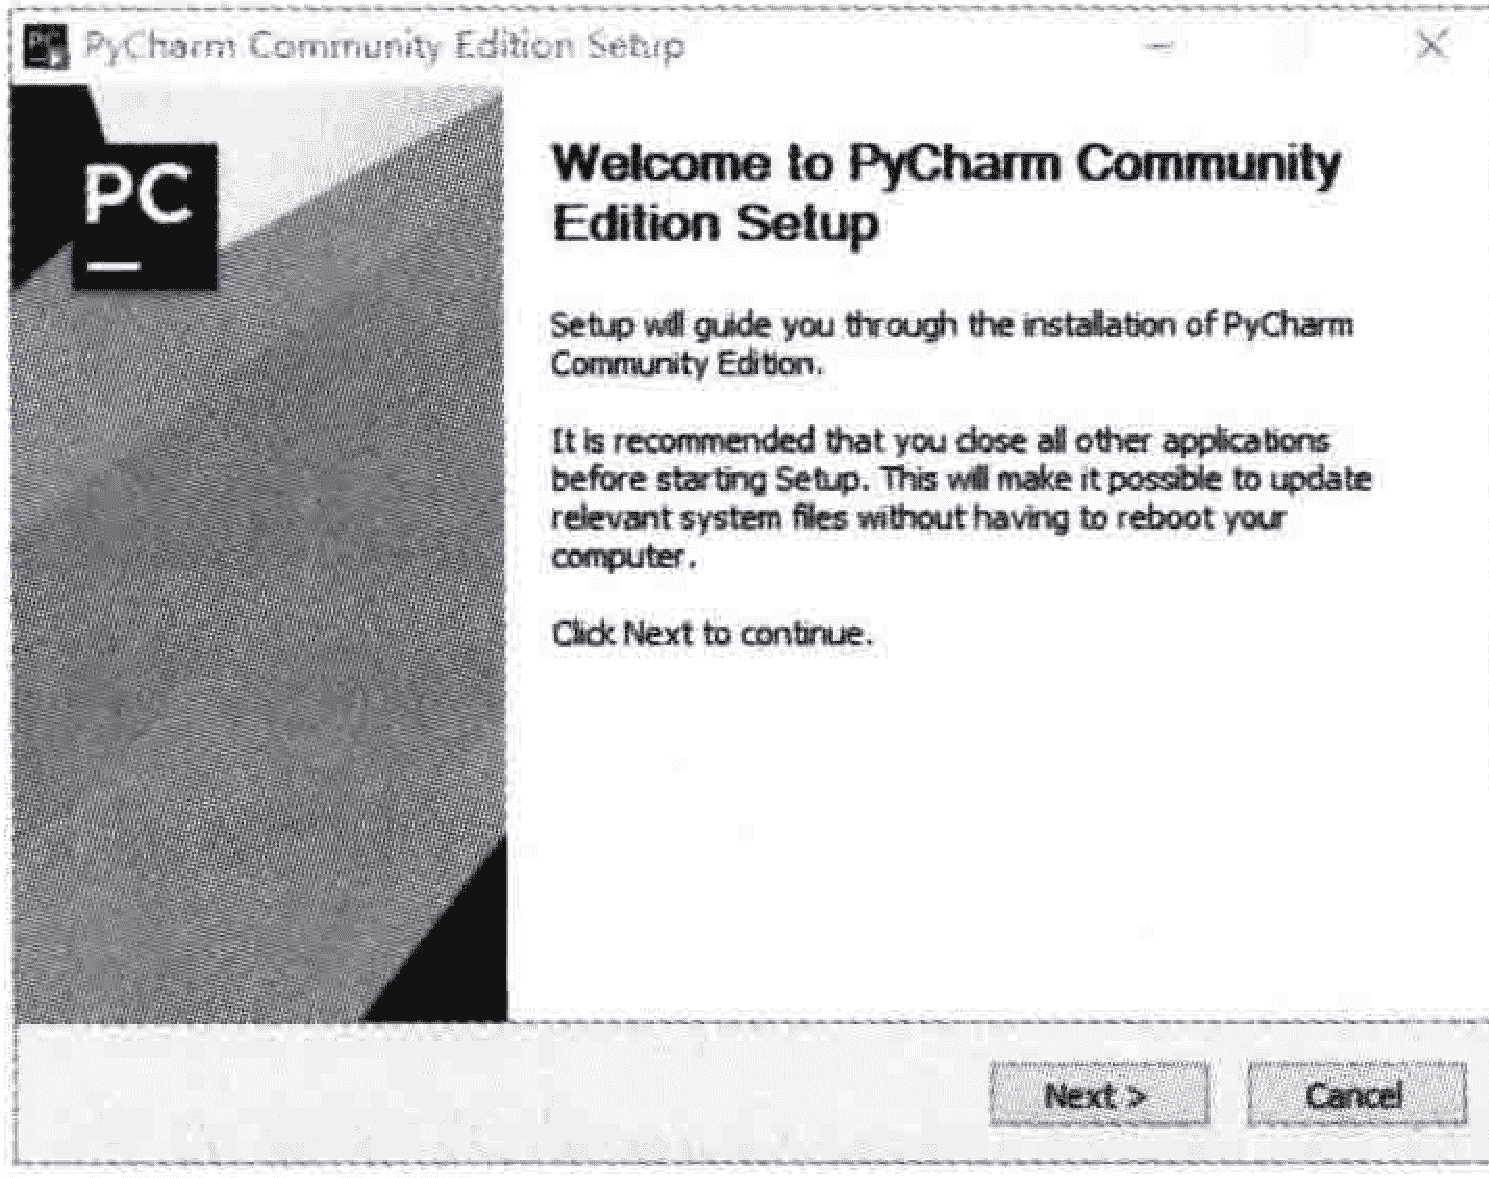 PyCharm Community Edition Setup
PC
Welcome to PyCharm Community
Edition Setup
Setup will guide you through the installation of PyCharm
Community Edition.
It is recommended that you close all other applications
before starting Setup. This will make it possible to update
relevant system files without having to reboot your
computer.
Click Next to continue.
Next >
Cancel